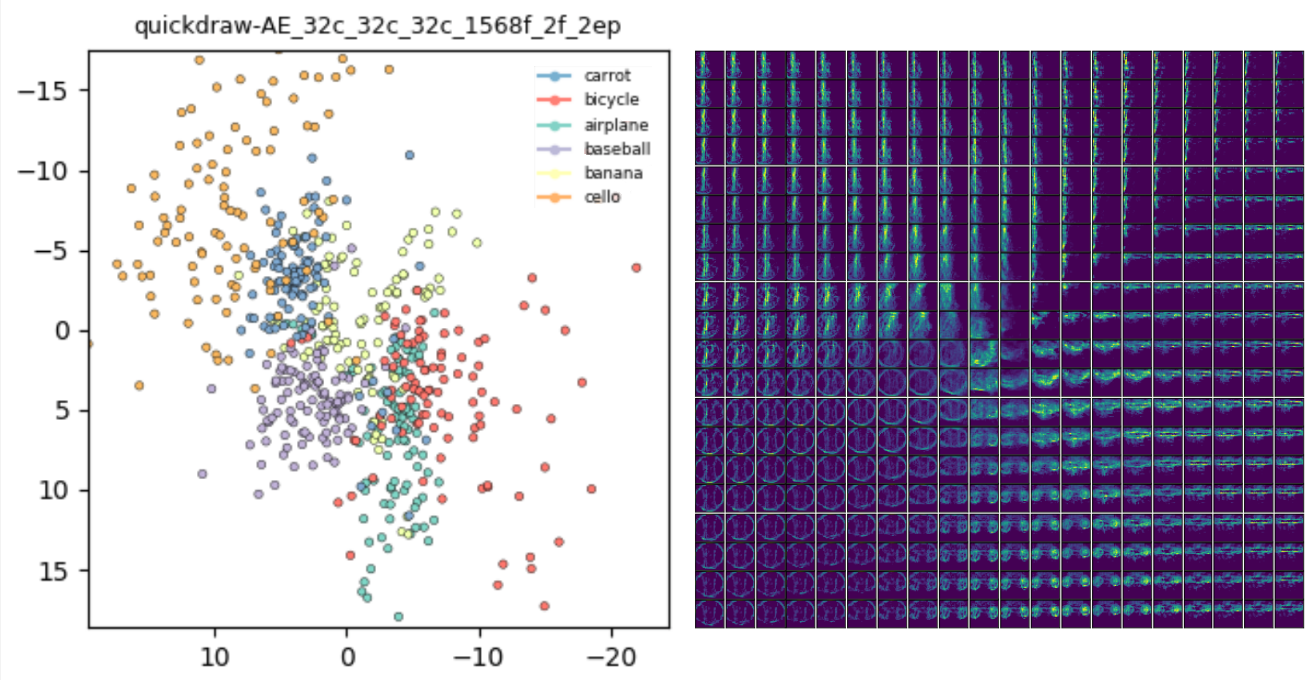 quickdraw-AE_32c_32c_32c_1568f_2f_2ep
carrot
bicycle
airplane
baseball
banana
cello
−15
−10
−5
0
5
10
15
10
0
−10
−20